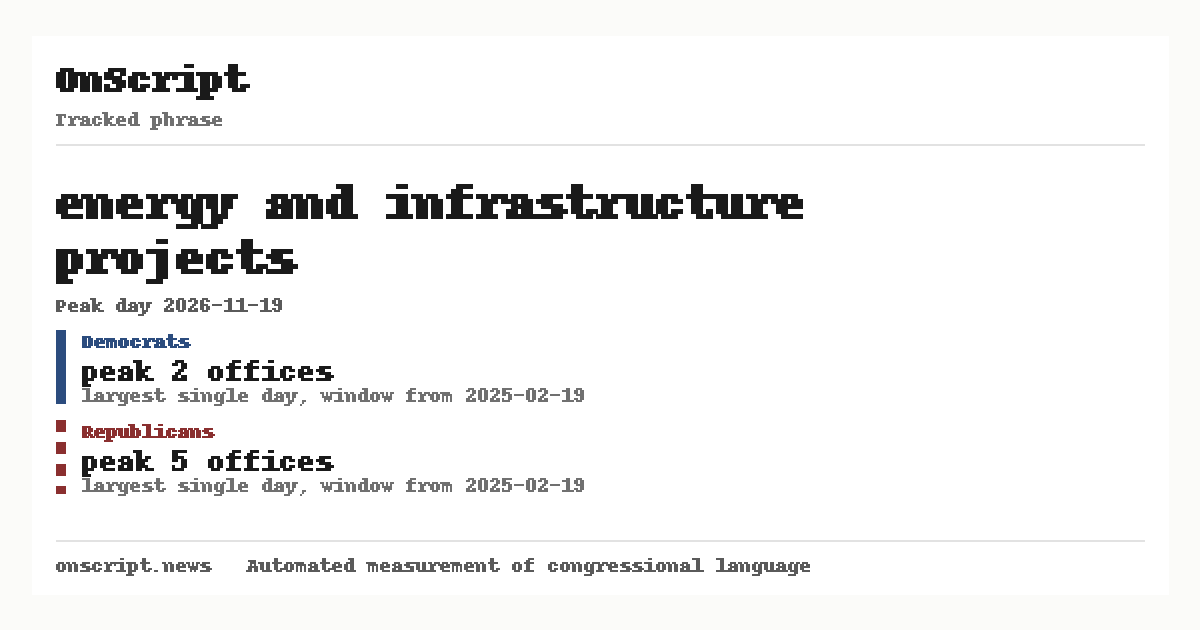 OnScript
Tracked phrase
energy and infrastructure
projects
Peak day 2026-11-19
Democrats
peak 2 offices
largest single day, window from 2025-02-19
Republicans
peak 5 offices
largest single day, window from 2025-02-19
onscript.news Automated measurement of congressional language